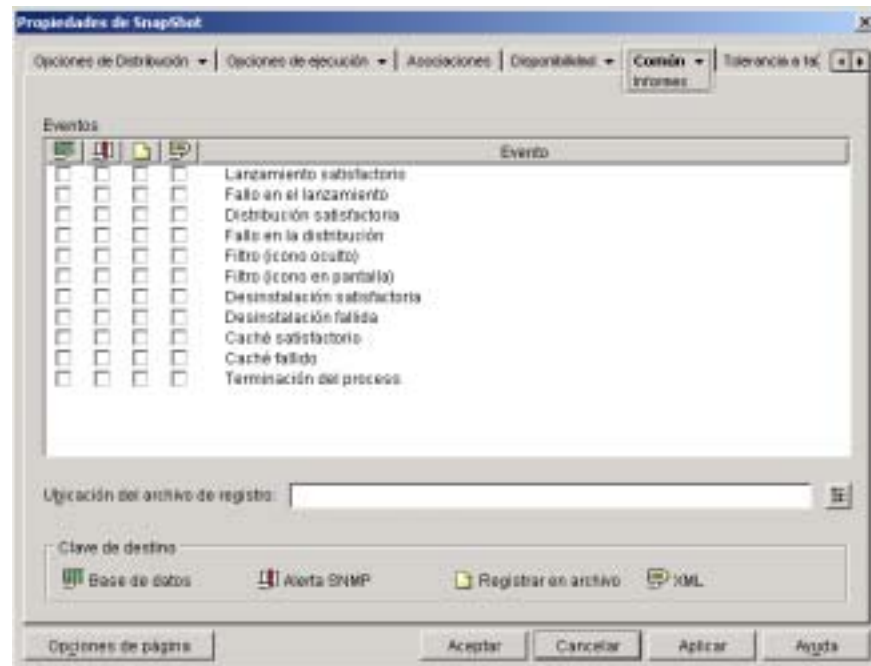 Propiedades de SnapShot
Opciones de Distribución
Opciones de ejecución
Asociaciones
Disponibilidad
Común
Informes
Tolerancia a fal
Eventos
Evento
Lanzamiento satisfactorio
Fallo en el lanzamiento
Distribución satisfactoria
Fallo en la distribución
Filtro (icono oculto)
Filtro (icono en pantalla)
Desinstalación satisfactoria
Desinstalación fallida
Caché satisfactorio
Caché fallido
Terminación del proceso
Ubicación del archivo de registro:
Clave de destino
Base de datos
Alerta SNMP
Registrar en archivo
XML
Opciones de página
Aceptar
Cancelar
Aplicar
Ayuda